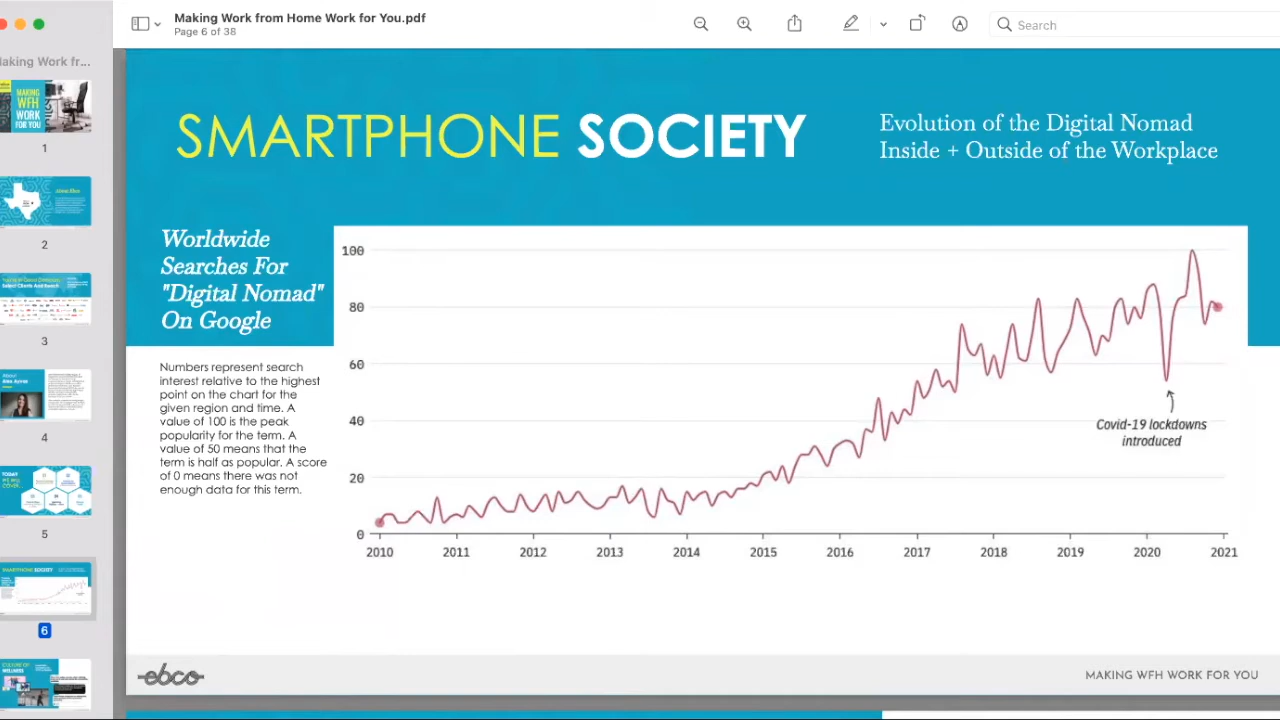 Making Work from Home Work for You.pdf
Page 6 of 38
Search
aking Work fr...
MAKING
WFH
WORK
FOR YOU
1
2
3
4
5
6
SMARTPHONE SOCIETY
Evolution of the Digital Nomad
Inside + Outside of the Workplace
Worldwide
Searches For
"Digital Nomad"
On Google
Numbers represent search
interest relative to the highest
point on the chart for the
given region and time. A
value of 100 is the peak
popularity for the term. A
value of 50 means that the
term is half as popular. A score
of 0 means there was not
enough data for this term.
100
80
60
40
20
0
2010 2011 2012 2013 2014 2015 2016 2017 2018 2019 2020 2021
Covid-19 lockdowns
introduced
ebco
MAKING WFH WORK FOR YOU